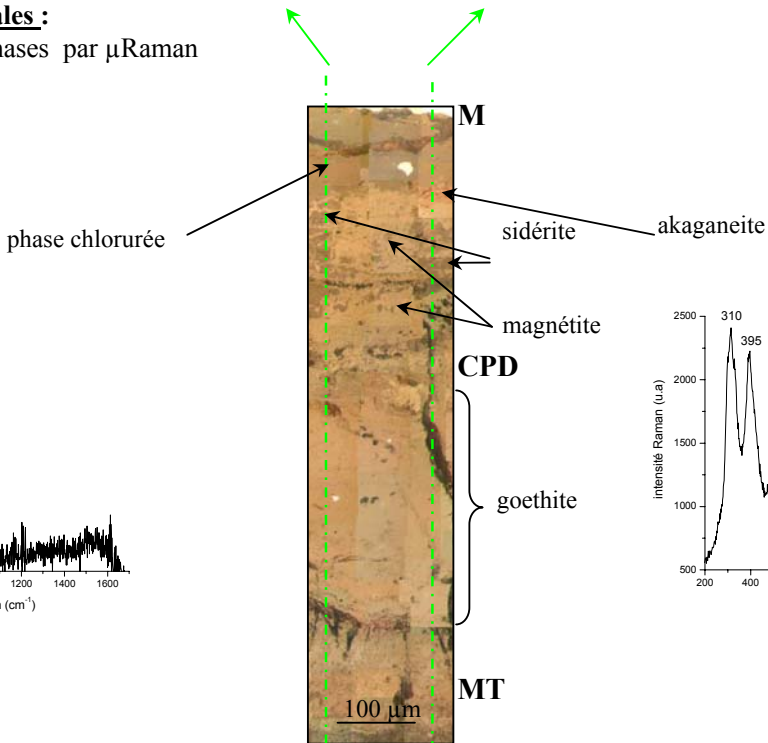 ales :
hases par µRaman
M
phase chlorurée
sidérite
akaganeite
magnétite
CPD
goethite
MT
100 µm
1200 1400 1600
(cm⁻¹)
310
395
2500
2000
1500
1000
500
intensité Raman (u.a)
200 400